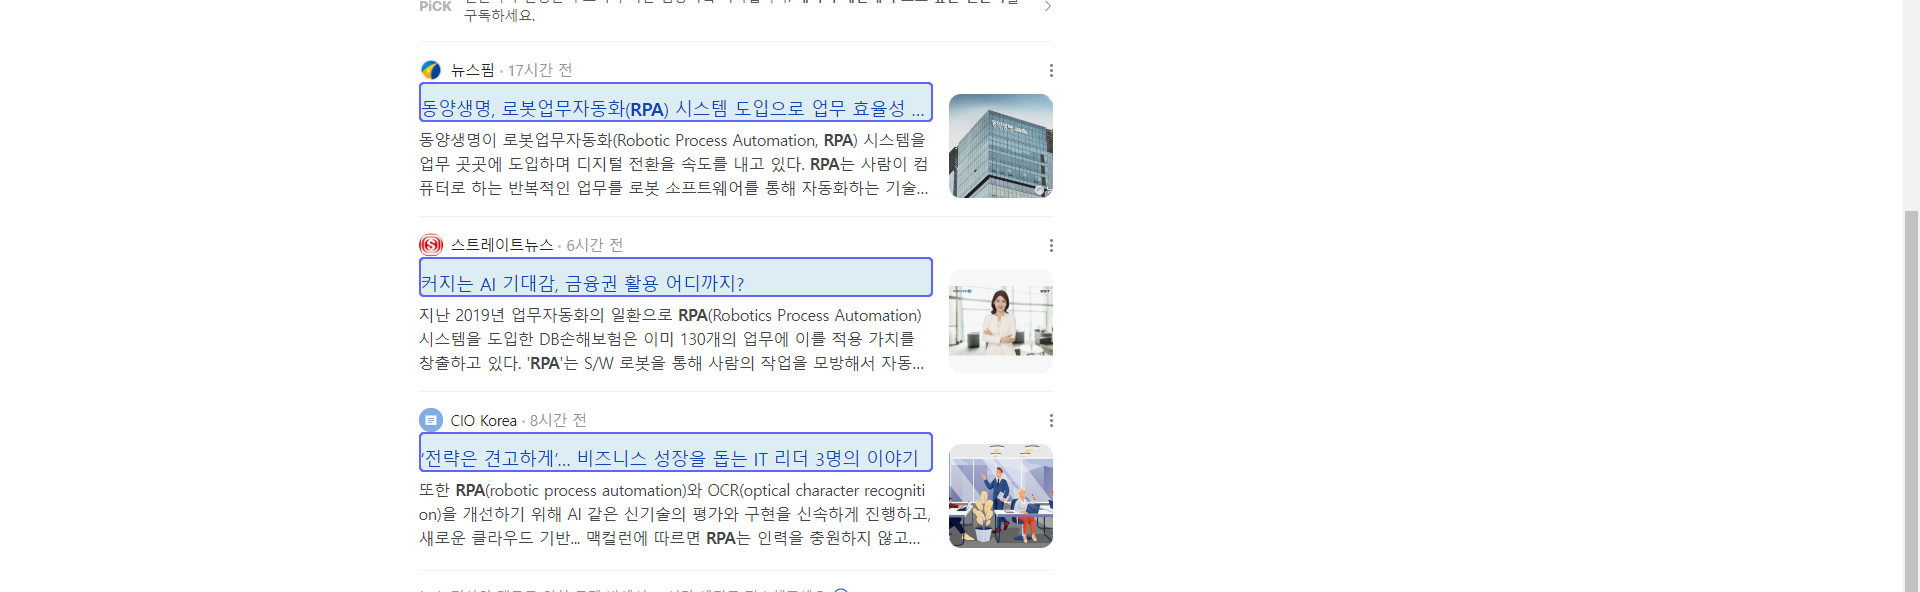 PiCK
구독하세요.
뉴스핌 · 17시간 전
동양생명, 로봇업무자동화(RPA) 시스템 도입으로 업무 효율성 ...
동양생명이 로봇업무자동화(Robotic Process Automation, RPA) 시스템을
업무 곳곳에 도입하며 디지털 전환을 속도를 내고 있다. RPA는 사람이 컴
퓨터로 하는 반복적인 업무를 로봇 소프트웨어를 통해 자동화하는 기술...
스트레이트뉴스 · 6시간 전
커지는 AI 기대감, 금융권 활용 어디까지?
지난 2019년 업무자동화의 일환으로 RPA(Robotics Process Automation)
시스템을 도입한 DB손해보험은 이미 130개의 업무에 이를 적용 가치를
창출하고 있다. 'RPA'는 S/W 로봇을 통해 사람의 작업을 모방해서 자동...
CIO Korea · 8시간 전
‘전략은 견고하게’... 비즈니스 성장을 돕는 IT 리더 3명의 이야기
또한 RPA(robotic process automation)와 OCR(optical character recogniti
on)을 개선하기 위해 AI 같은 신기술의 평가와 구현을 신속하게 진행하고,
새로운 클라우드 기반... 맥컬런에 따르면 RPA는 인력을 충원하지 않고...